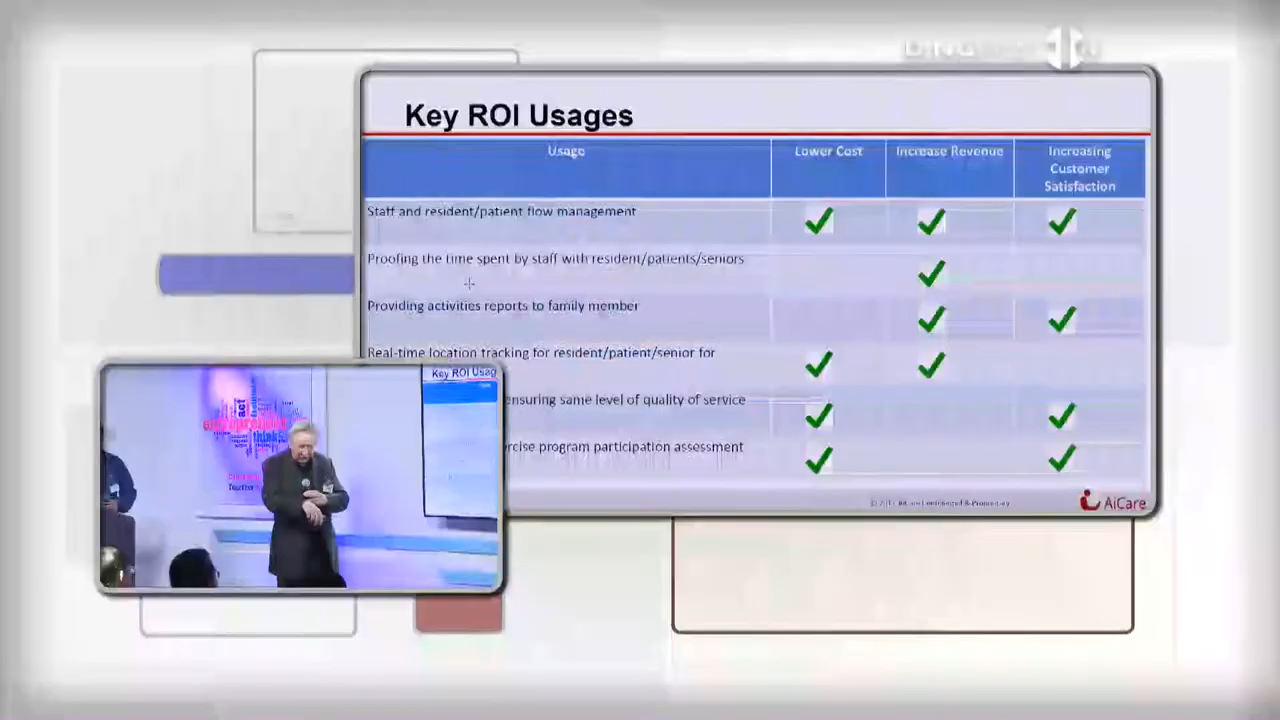 Key ROI Usages
Usage
Lower Cost
Increase Revenue
Increasing
Customer
Satisfaction
Staff and resident/patient flow management
Proofing the time spent by staff with resident/patients/seniors
Providing activities reports to family member
Real-time location tracking for resident/patient/senior for
ensuring same level of quality of service
program participation assessment
AiCare
Key ROI Usag
act
think